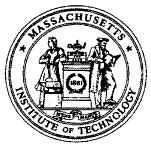 MASSACHUSETTS
INSTITUTE OF TECHNOLOGY
1861